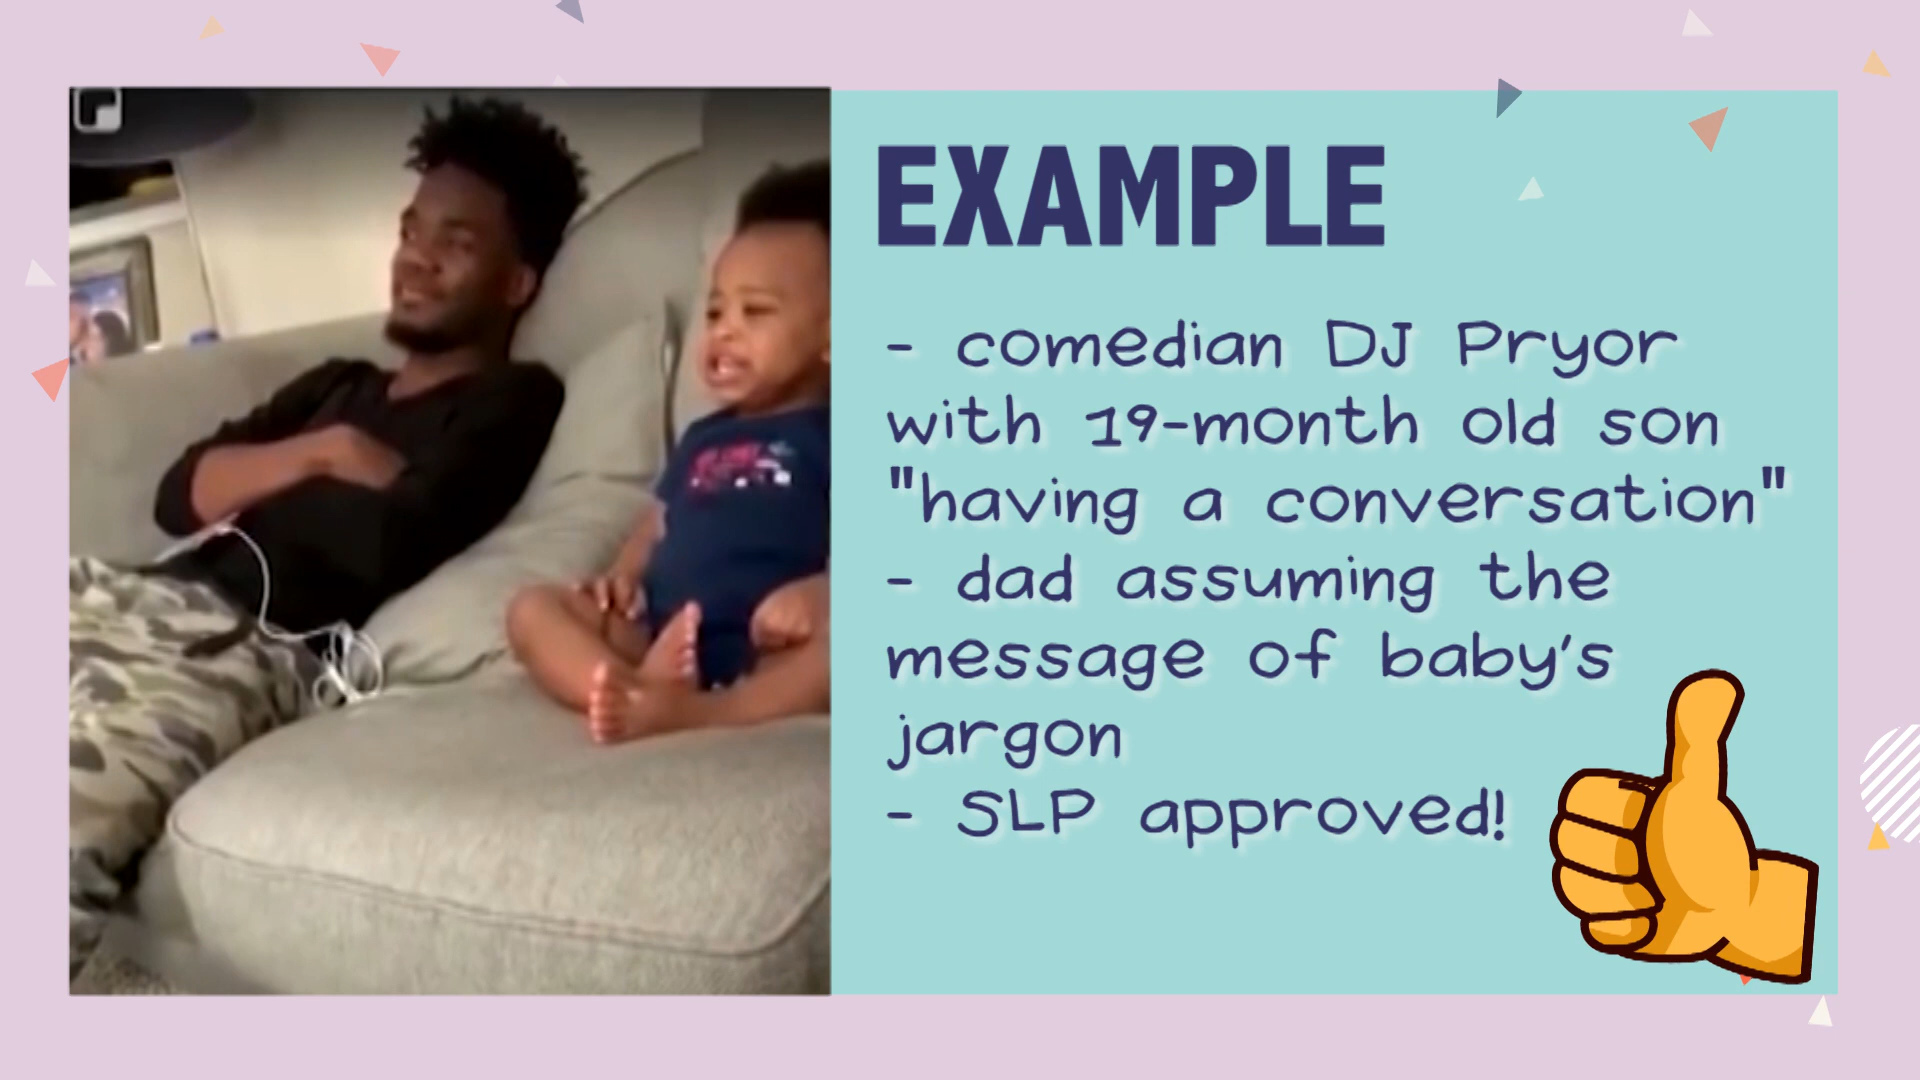 EXAMPLE
- comedian DJ Pryor
with 19-month old son
"having a conversation"
- dad assuming the
message of baby's
jargon
- SLP approved!